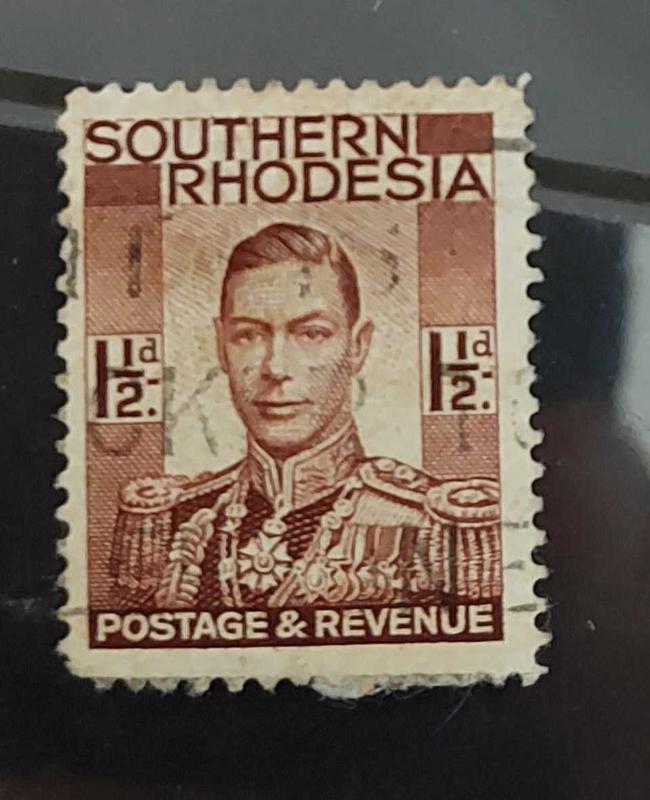 SOUTHERN
RHODESIA
1½d. 1½d.
POSTAGE & REVENUE